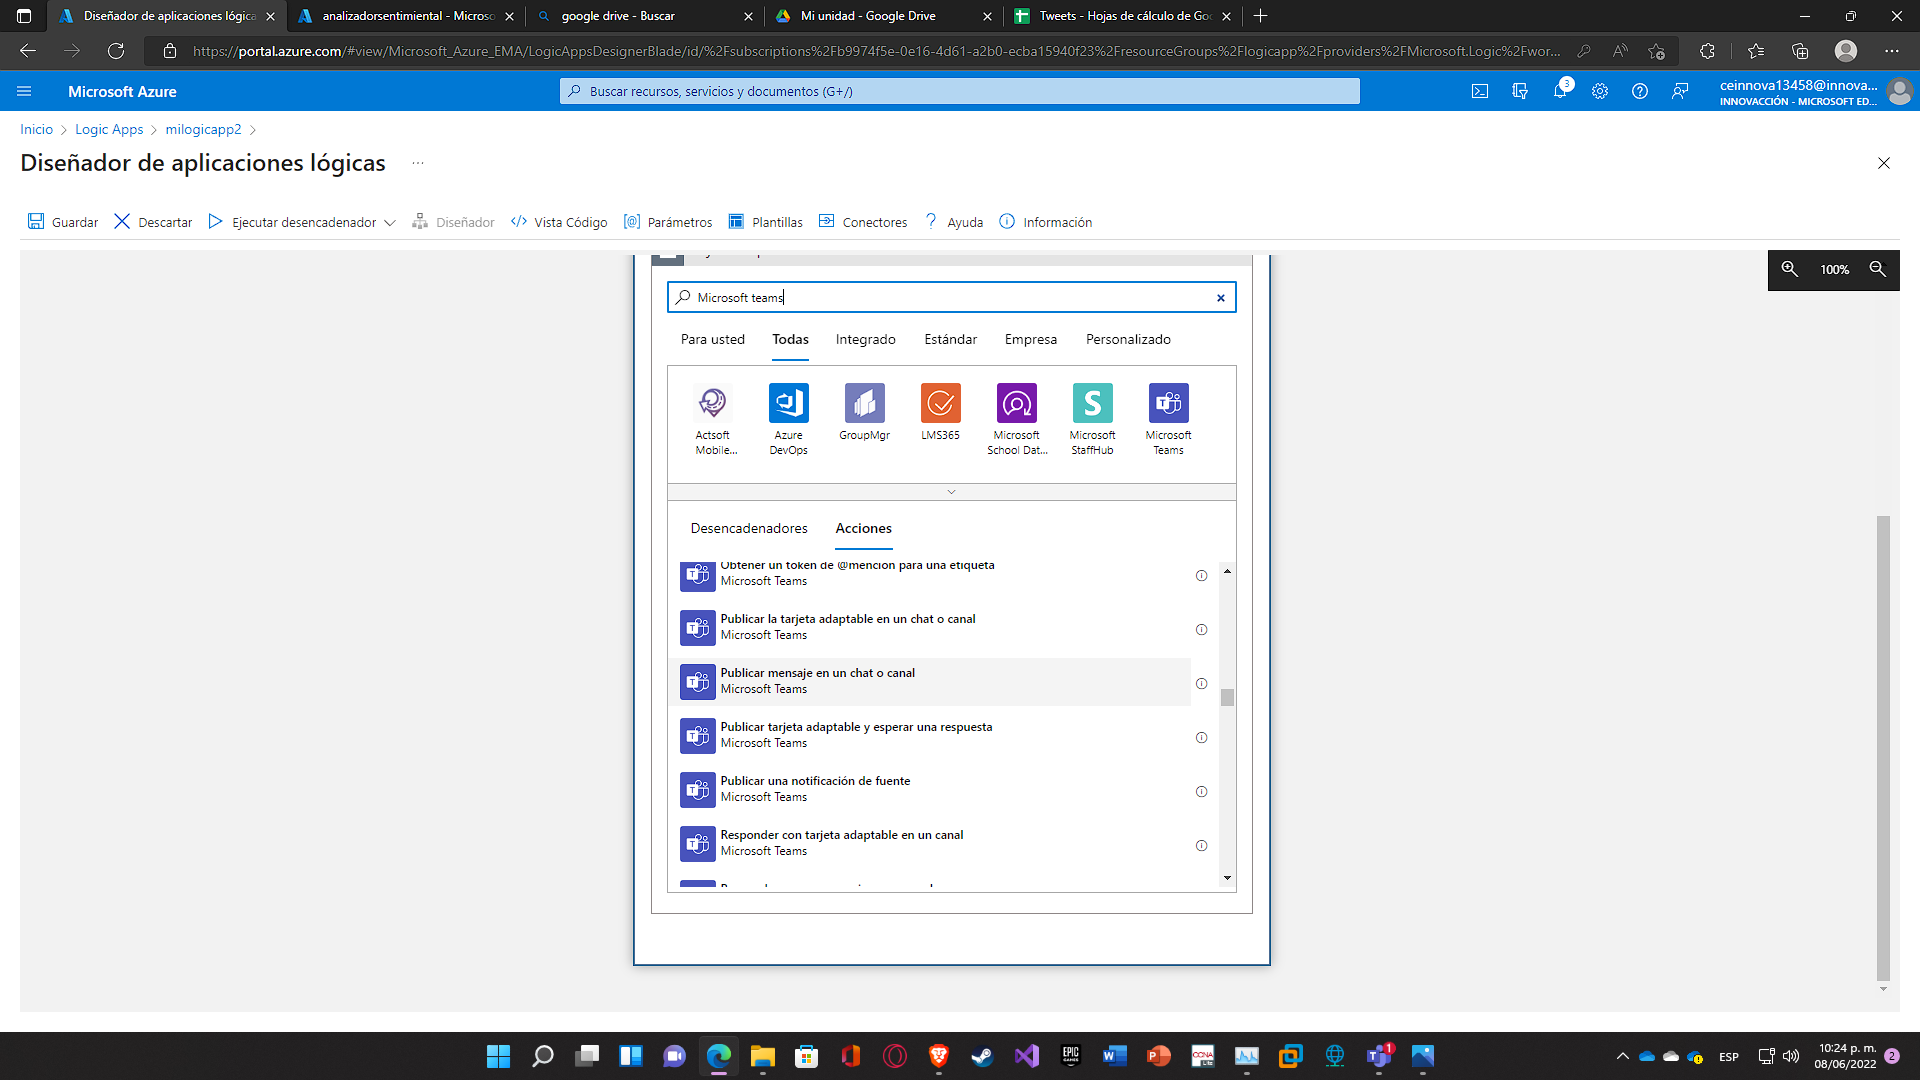 Diseñador de aplicaciones lógica
analizadorsentimiental - Microso
google drive - Buscar
Mi unidad - Google Drive
Tweets - Hojas de cálculo de Goo
https://portal.azure.com/#view/Microsoft_Azure_EMA/LogicAppsDesignerBlade/id/%2Fsubscriptions%2Fb9974f5e-0e16-4d61-a2b0-ecba15940f23%2FresourceGroups%2Flogicapp%2Fproviders%2FMicrosoft.Logic%2Fwor...
Microsoft Azure
Buscar recursos, servicios y documentos (G+/)
3
ceinnova13458@innova...
INNOVACCIÓN - MICROSOFT ED...
Inicio > Logic Apps > milogicapp2 >
Diseñador de aplicaciones lógicas ...
Guardar Descartar Ejecutar desencadenador Diseñador Vista Código Parámetros Plantillas Conectores Ayuda Información
100%
Microsoft teams
Para usted Todas Integrado Estándar Empresa Personalizado
Actsoft Mobile...
Azure DevOps
GroupMgr
LMS365
Microsoft School Dat...
Microsoft StaffHub
Microsoft Teams
Desencadenadores Acciones
Obtener un token de @mención para una etiqueta
Microsoft Teams
Publicar la tarjeta adaptable en un chat o canal
Microsoft Teams
Publicar mensaje en un chat o canal
Microsoft Teams
Publicar tarjeta adaptable y esperar una respuesta
Microsoft Teams
Publicar una notificación de fuente
Microsoft Teams
Responder con tarjeta adaptable en un canal
Microsoft Teams
ESP
10:24 p. m.
08/06/2022
2